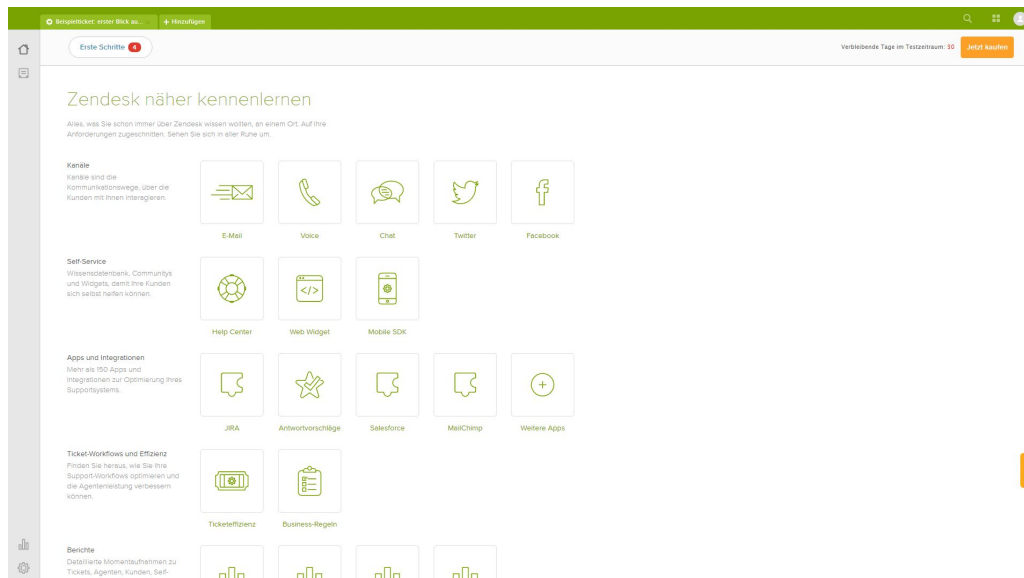 Beispielticket: erster Blick au...
+ Hinzufügen
Erste Schritte 4
Verbleibende Tage im Testzeitraum: 30
Jetzt kaufen
Zendesk näher kennenlernen
Alles, was Sie schon immer über Zendesk wissen wollten, an einem Ort. Auf Ihre
Anforderungen zugeschnitten. Sehen Sie sich in aller Ruhe um.
Kanäle
Kanäle sind die
Kommunikationswege, über die
Kunden mit Ihnen interagieren.
E-Mail
Voice
Chat
Twitter
Facebook
Self-Service
Wissensdatenbank, Communitys
und Widgets, damit Ihre Kunden
sich selbst helfen können.
Help Center
Web Widget
Mobile SDK
Apps und Integrationen
Mehr als 150 Apps und
Integrationen zur Optimierung Ihres
Supportsystems.
JIRA
Antwortvorschläge
Salesforce
MailChimp
Weitere Apps
Ticket-Workflows und Effizienz
Finden Sie heraus, wie Sie Ihre
Support-Workflows optimieren und
die Agentenleistung verbessern
können.
Ticketeffizienz
Business-Regeln
Berichte
Detaillierte Momentaufnahmen zu
Tickets, Agenten, Kunden, Self-